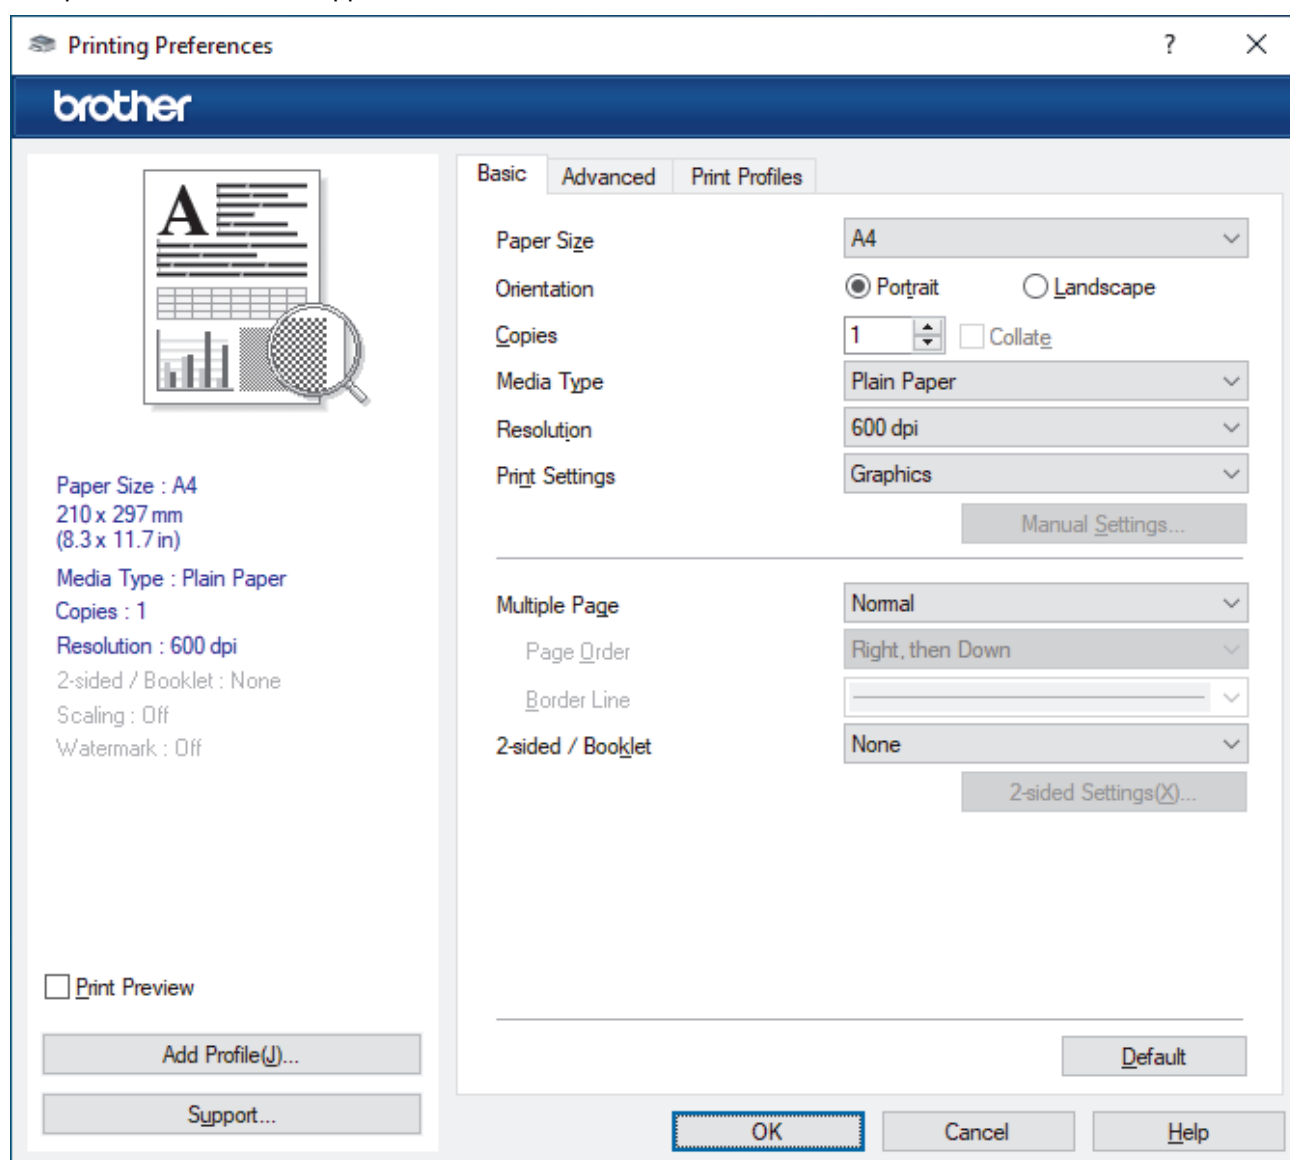 Printing Preferences ?
brother
Basic Advanced Print Profiles
A
Paper Size : A4
210 x 297 mm
(8.3 x 11.7 in)
Media Type : Plain Paper
Copies : 1
Resolution : 600 dpi
2-sided / Booklet : None
Scaling : Off
Watermark : Off
Print Preview
Add Profile(J)...
Support...
Paper Size A4
Orientation Portrait Landscape
Copies 1 Collate
Media Type Plain Paper
Resolution 600 dpi
Print Settings Graphics
Manual Settings...
Multiple Page Normal
Page Order Right, then Down
Border Line
2-sided / Booklet None
2-sided Settings(X)...
Default
OK Cancel Help